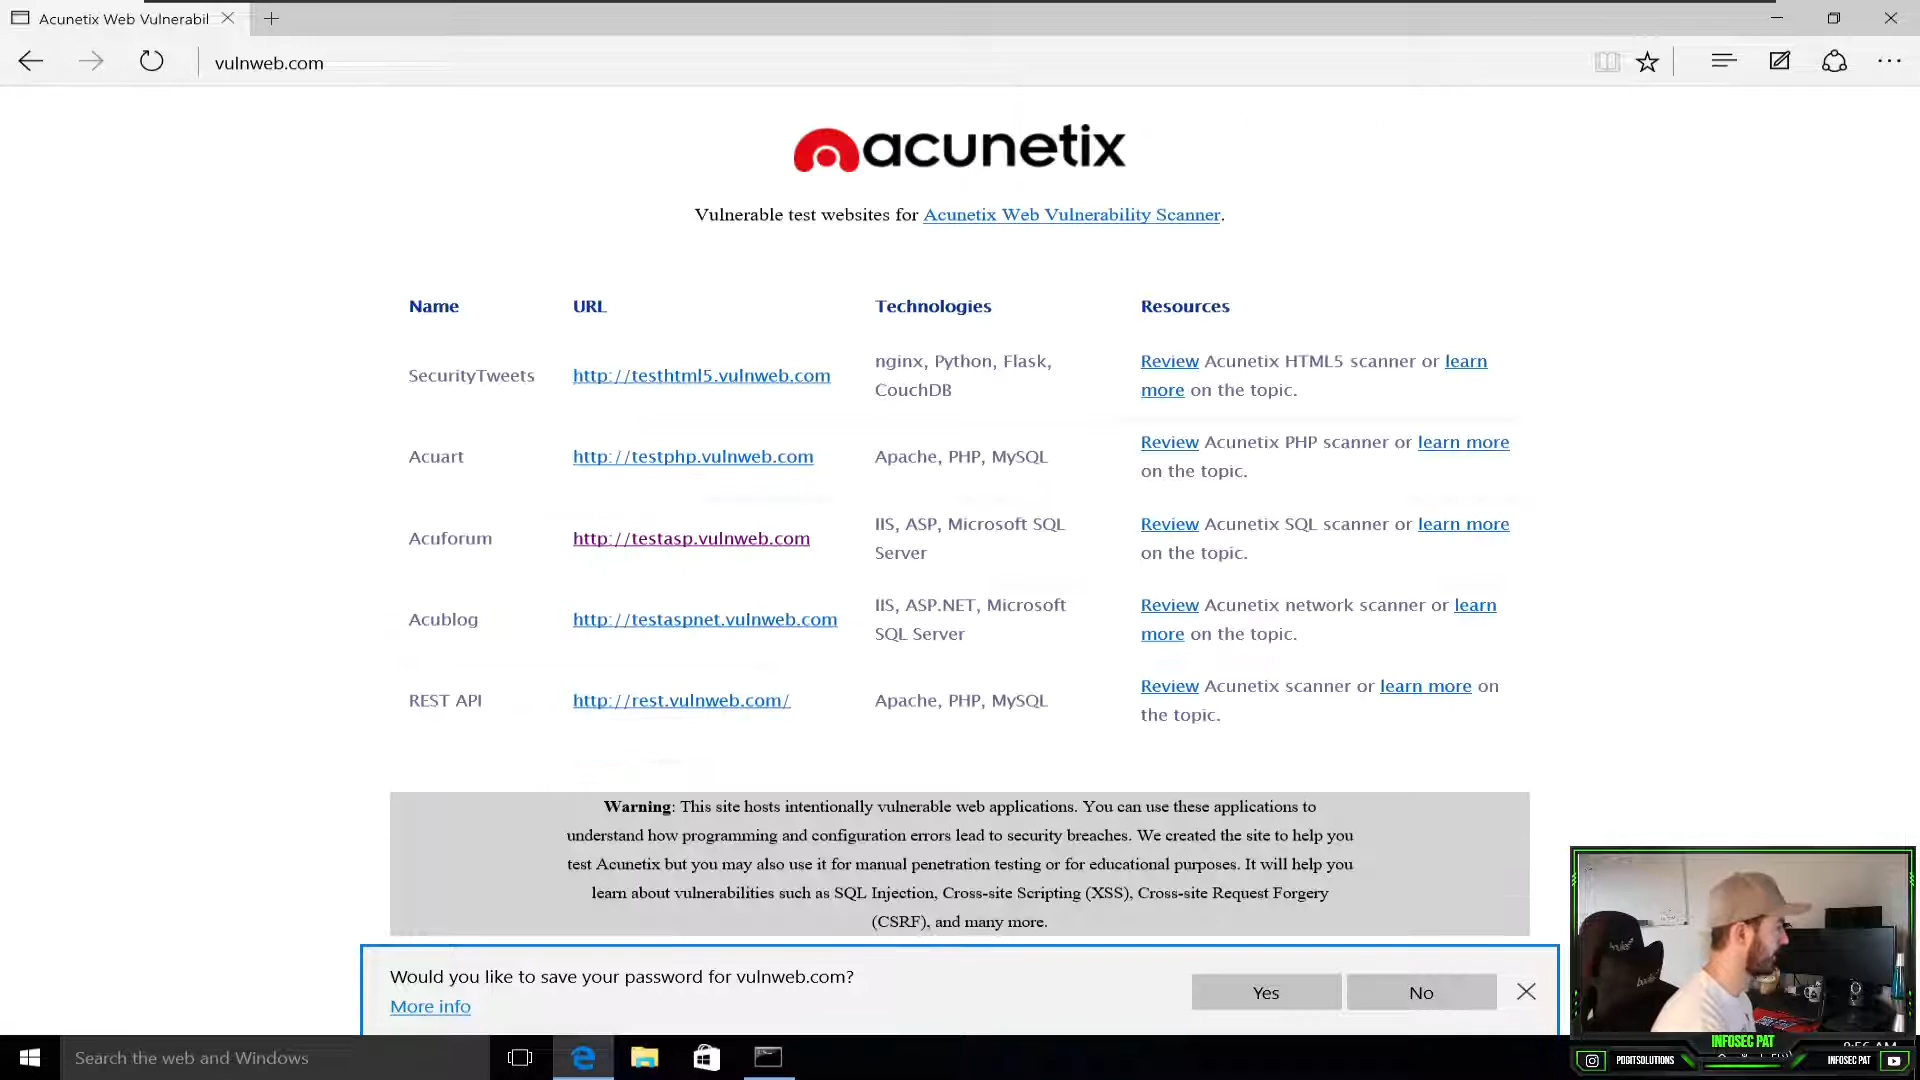 Acunetix Web Vulnerabil
vulnweb.com
acunetix
Vulnerable test websites for Acunetix Web Vulnerability Scanner.
Name URL Technologies Resources
SecurityTweets http://testhtml5.vulnweb.com nginx, Python, Flask,
CouchDB
Review Acunetix HTML5 scanner or learn
more on the topic.
Acuart http://testphp.vulnweb.com Apache, PHP, MySQL
Review Acunetix PHP scanner or learn more
on the topic.
Acuforum http://testasp.vulnweb.com IIS, ASP, Microsoft SQL
Server
Review Acunetix SQL scanner or learn more
on the topic.
Acublog http://testaspnet.vulnweb.com IIS, ASP.NET, Microsoft
SQL Server
Review Acunetix network scanner or learn
more on the topic.
REST API http://rest.vulnweb.com/ Apache, PHP, MySQL
Review Acunetix scanner or learn more on
the topic.
Warning: This site hosts intentionally vulnerable web applications. You can use these applications to
understand how programming and configuration errors lead to security breaches. We created the site to help you
test Acunetix but you may also use it for manual penetration testing or for educational purposes. It will help you
learn about vulnerabilities such as SQL Injection, Cross-site Scripting (XSS), Cross-site Request Forgery
(CSRF), and many more.
Would you like to save your password for vulnweb.com?
More info
Yes
No
Search the web and Windows
INFOSEC PAT
PDDITSOLUTIONS
INFOSEC PAT